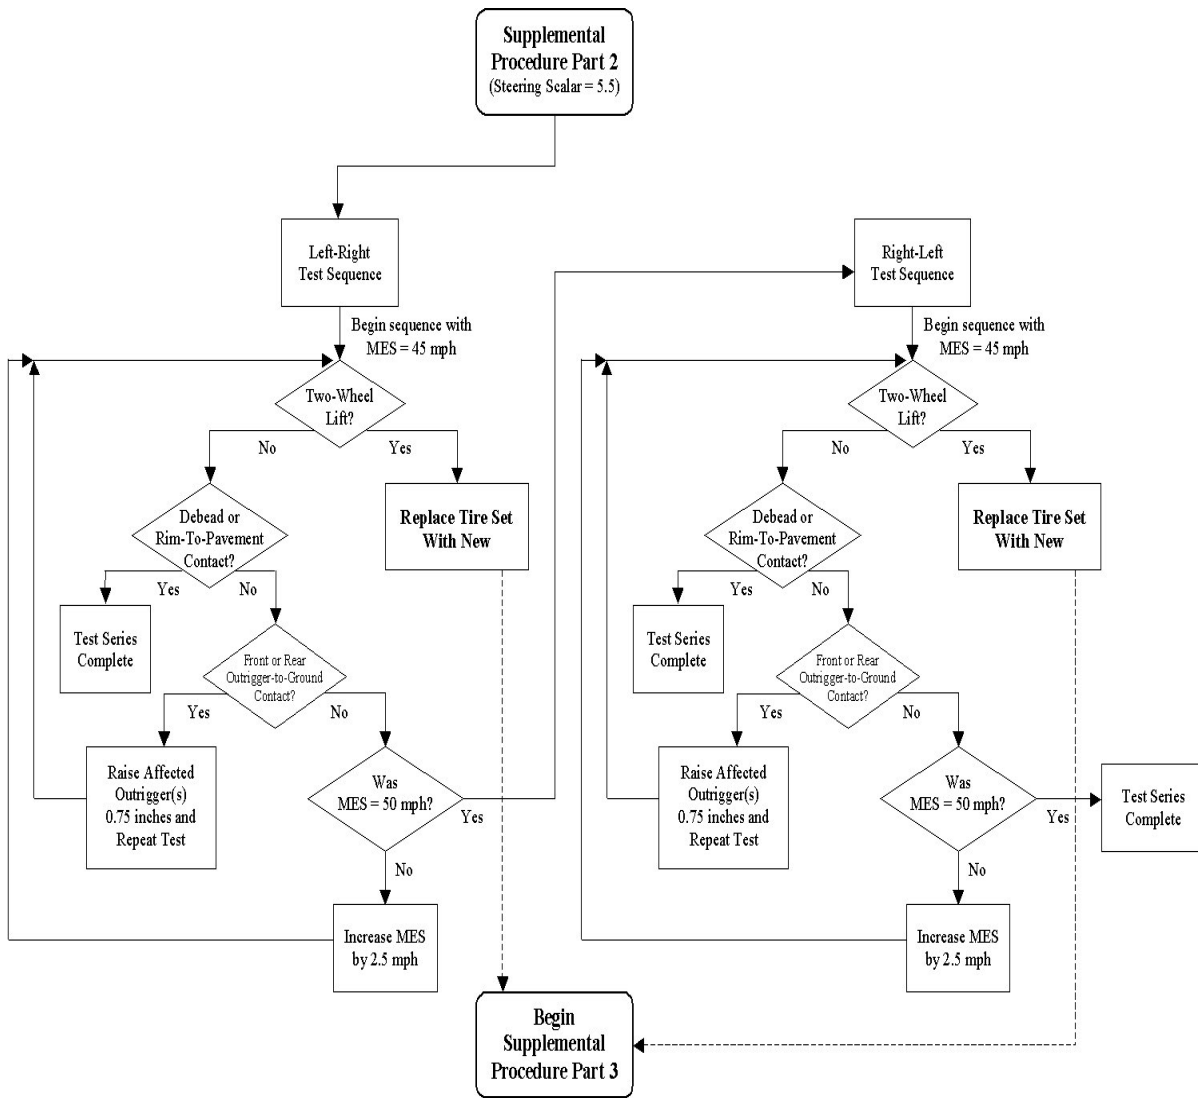 Supplemental
Procedure Part 2
(Steering Scalar = 5.5)
Left-Right
Test Sequence
Begin sequence with
MES = 45 mph
Two-Wheel
Lift?
No
Yes
Debead or
Rim-To-Pavement
Contact?
Replace Tire Set
With New
Yes
No
Test Series
Complete
Front or Rear
Outrigger-to-Ground
Contact?
Yes
No
Raise Affected
Outrigger(s)
0.75 inches and
Repeat Test
Was
MES = 50 mph?
Yes
No
Increase MES
by 2.5 mph
Right-Left
Test Sequence
Begin sequence with
MES = 45 mph
Two-Wheel
Lift?
No
Yes
Debead or
Rim-To-Pavement
Contact?
Replace Tire Set
With New
Yes
No
Test Series
Complete
Front or Rear
Outrigger-to-Ground
Contact?
Yes
No
Raise Affected
Outrigger(s)
0.75 inches and
Repeat Test
Was
MES = 50 mph?
Yes
Test Series
Complete
No
Increase MES
by 2.5 mph
Begin
Supplemental
Procedure Part 3